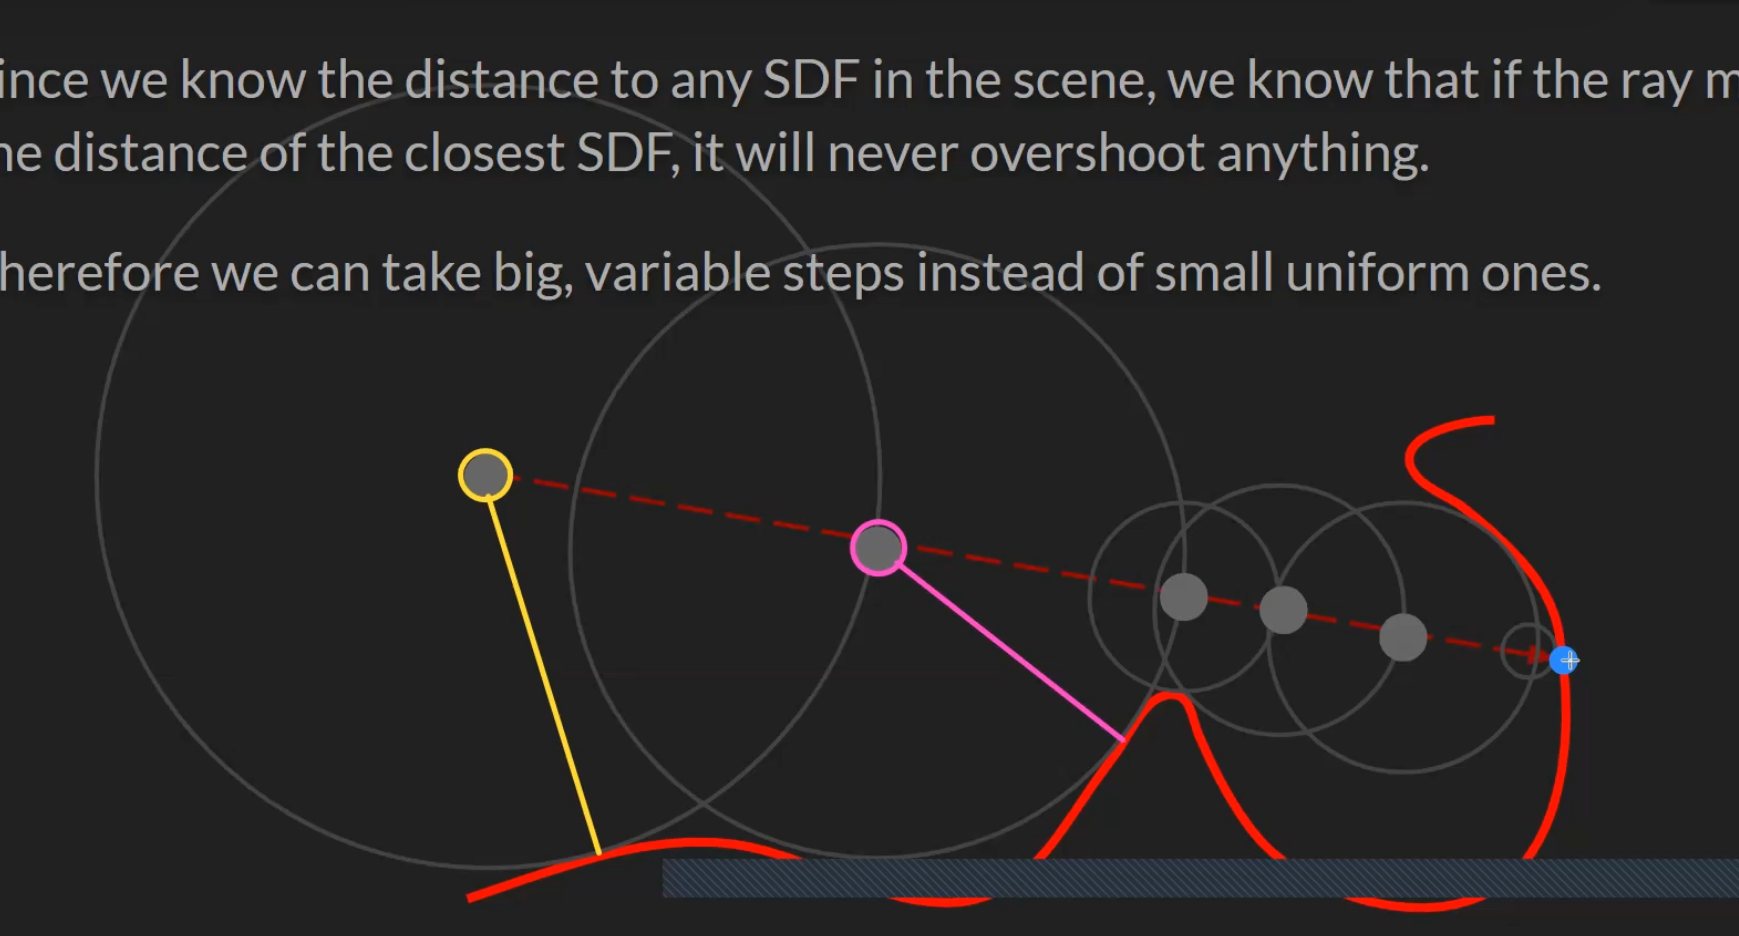 ince we know the distance to any SDF in the scene, we know that if the ray m
he distance of the closest SDF, it will never overshoot anything.
herefore we can take big, variable steps instead of small uniform ones.